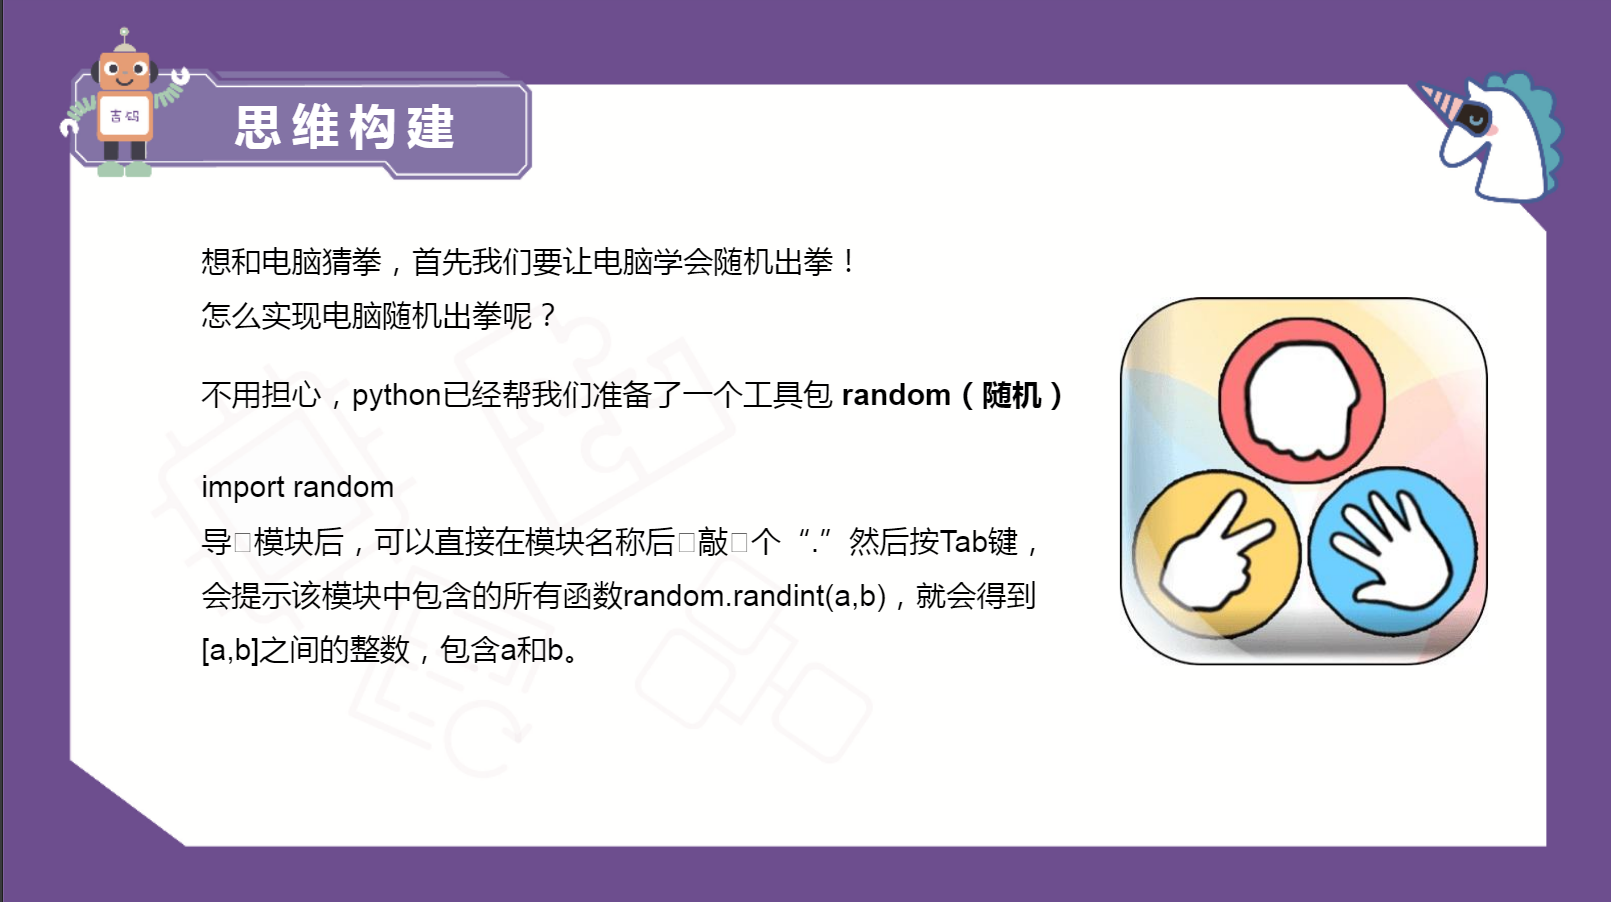 吉码
思维构建
想和电脑猜拳，首先我们要让电脑学会随机出拳！
怎么实现电脑随机出拳呢？
不用担心，python已经帮我们准备了一个工具包 random（随机）
import random
导□模块后，可以直接在模块名称后□敲□个“.”然后按Tab键，
会提示该模块中包含的所有函数random.randint(a,b)，就会得到
[a,b]之间的整数，包含a和b。